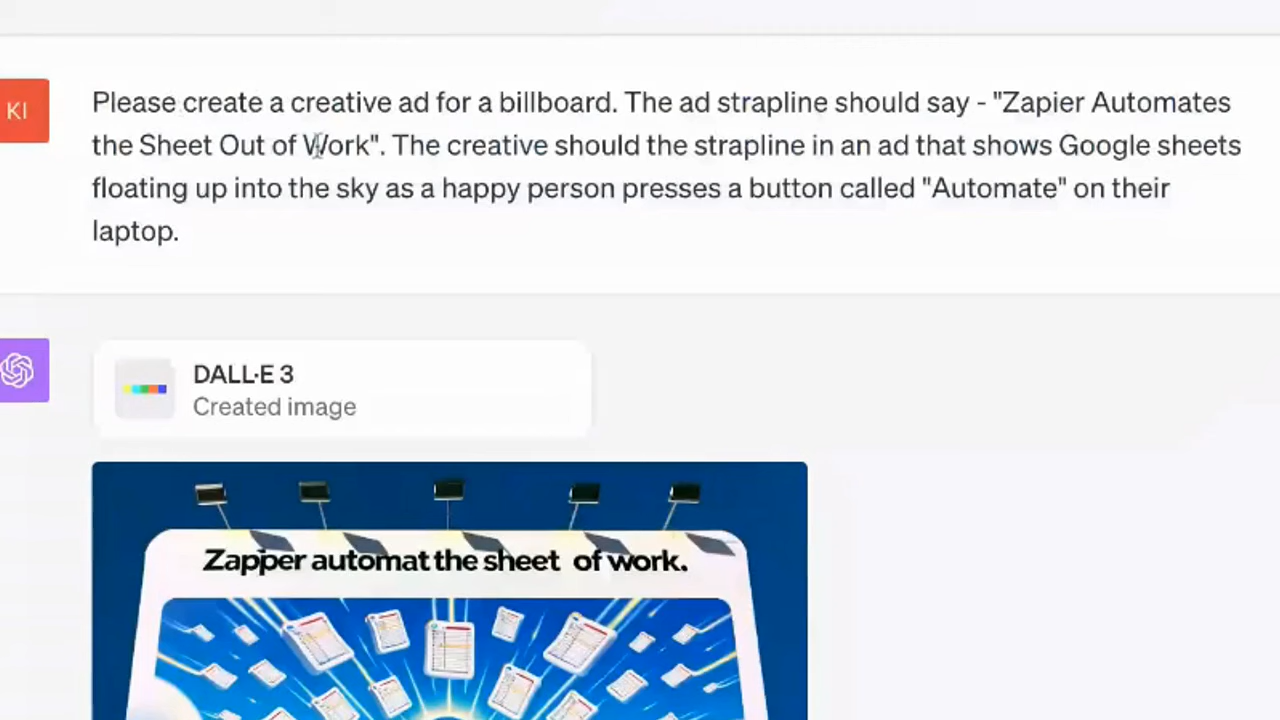 KI
Please create a creative ad for a billboard. The ad strapline should say - "Zapier Automates
the Sheet Out of Work". The creative should the strapline in an ad that shows Google sheets
floating up into the sky as a happy person presses a button called "Automate" on their
laptop.
DALL·E 3
Created image
Zapper automat the sheet of work.